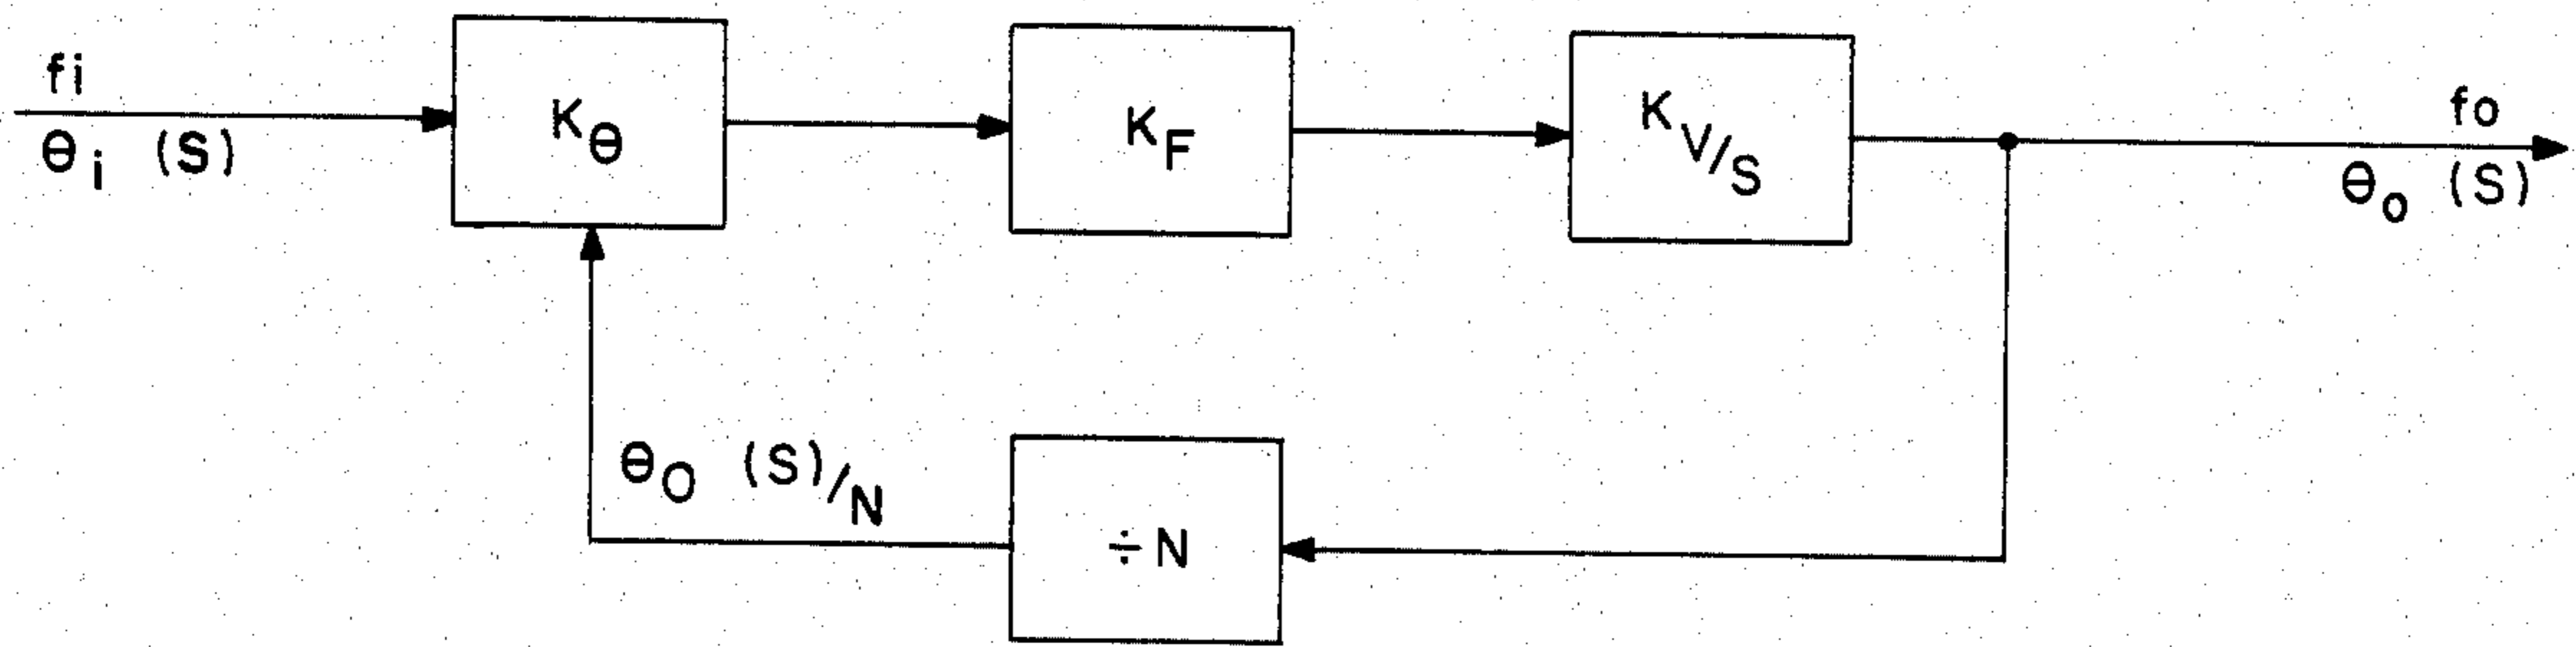 fi
θi (S)
Kθ
KF
KV/S
fo
θo (S)
θO (S)/N
÷N